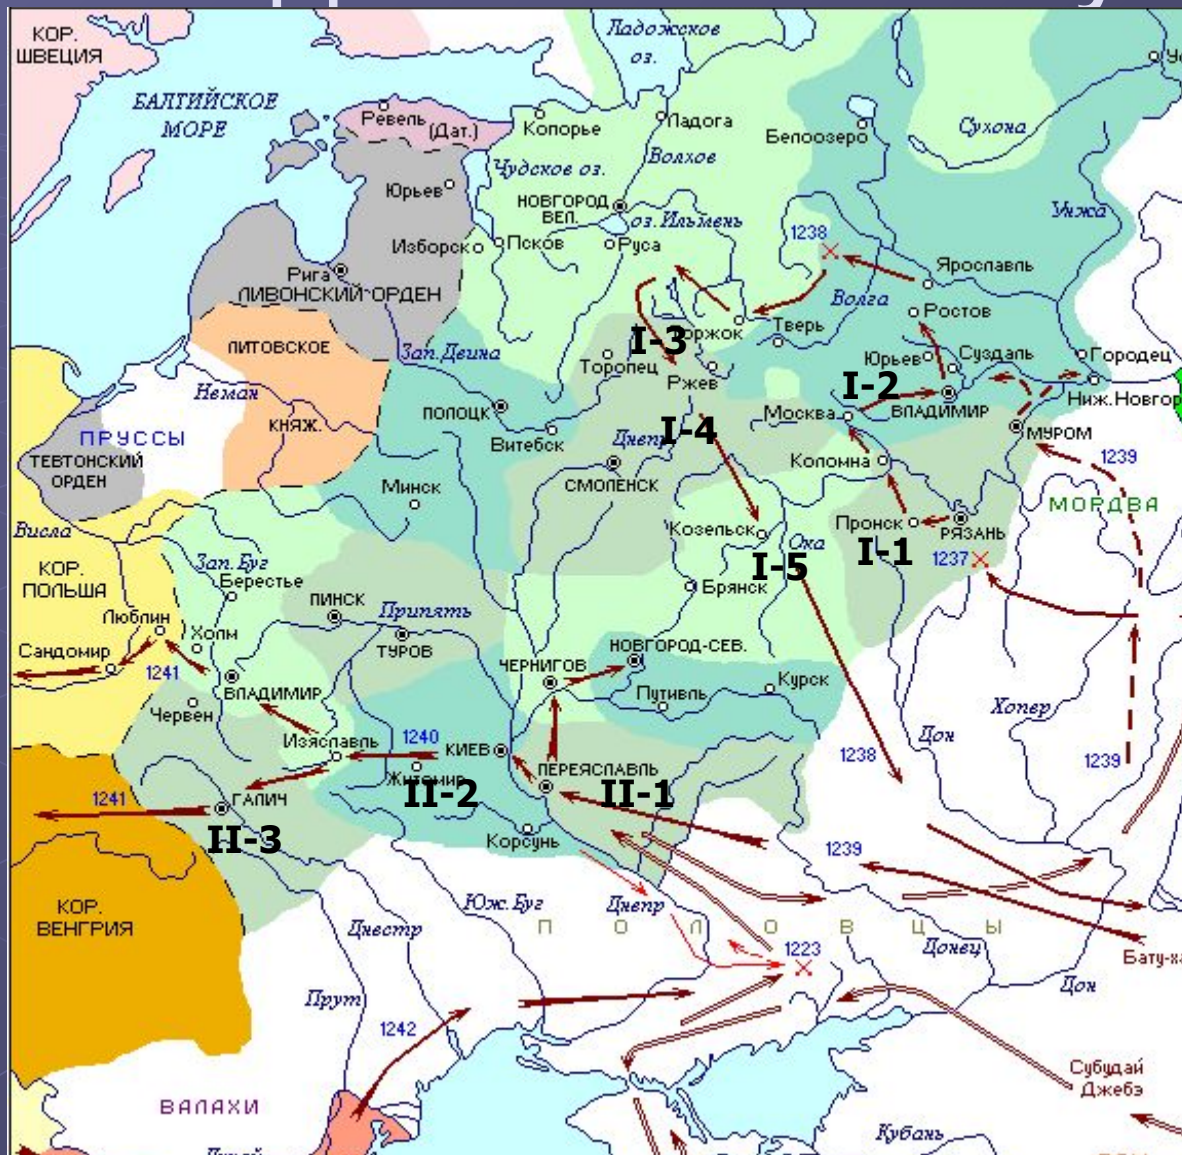 КОР.
ШВЕЦИЯ
Ладожское
оз.
БАЛТИЙСКОЕ
МОРЕ
Ревель
(Дат.)
Копорье
Ладога
Белоозеро
Сухона
Чудское оз.
Волхов
Юрьев
НОВГОРОД
ВЕЛ.
оз.Ильмень
Унжа
Изборск
Псков
Руса
1238
Рига
ЛИВОНСКИЙ ОРДЕН
Ярославль
Волга
Ростов
I-3
Торжок
Тверь
ЛИТОВСКОЕ
Зап.Двина
Торопец
Юрьев
Суздаль
Городец
Неман
Ржев
I-2
ВЛАДИМИР
Ниж.Новгор
ПОЛОЦК
Москва
КНЯЖ.
Витебск
Днепр
I-4
МУРОМ
ПРУССЫ
ТЕВТОНСКИЙ
ОРДЕН
Коломна
1239
СМОЛЕНСК
Минск
МОРДВА
Висла
Козельск
Пронск
РЯЗАНЬ
Ока
I-1
1237
Зап.Буг
I-5
КОР.
ПОЛЬША
Берестье
Брянск
ПИНСК
Припять
Люблин
Холм
ТУРОВ
НОВГОРОД-СЕВ.
Сандомир
ЧЕРНИГОВ
1241
ВЛАДИМИР
Путивль
Курск
Червен
Хопер
Изяславль
1240
КИЕВ
Дон
1238
1239
Житомир
ПЕРЕЯСЛАВЛЬ
1241
ГАЛИЧ
II-2
II-1
II-3
Корсунь
1239
КОР.
ВЕНГРИЯ
Юж.Буг
Днепр
Днестр
ПОЛОВЦЫ
1223
Донец
Бату-ха
Прут
Дон
1242
Субудай
Джебэ
ВАЛАХИ
Кубань